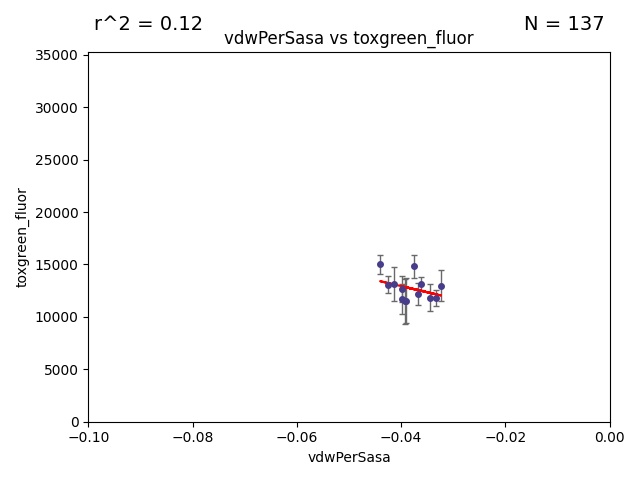 r^2 = 0.12
N = 137
vdwPerSasa vs toxgreen_fluor
35000
30000
25000
20000
15000
10000
5000
0
toxgreen_fluor
−0.10
−0.08
−0.06
−0.04
−0.02
0.00
vdwPerSasa